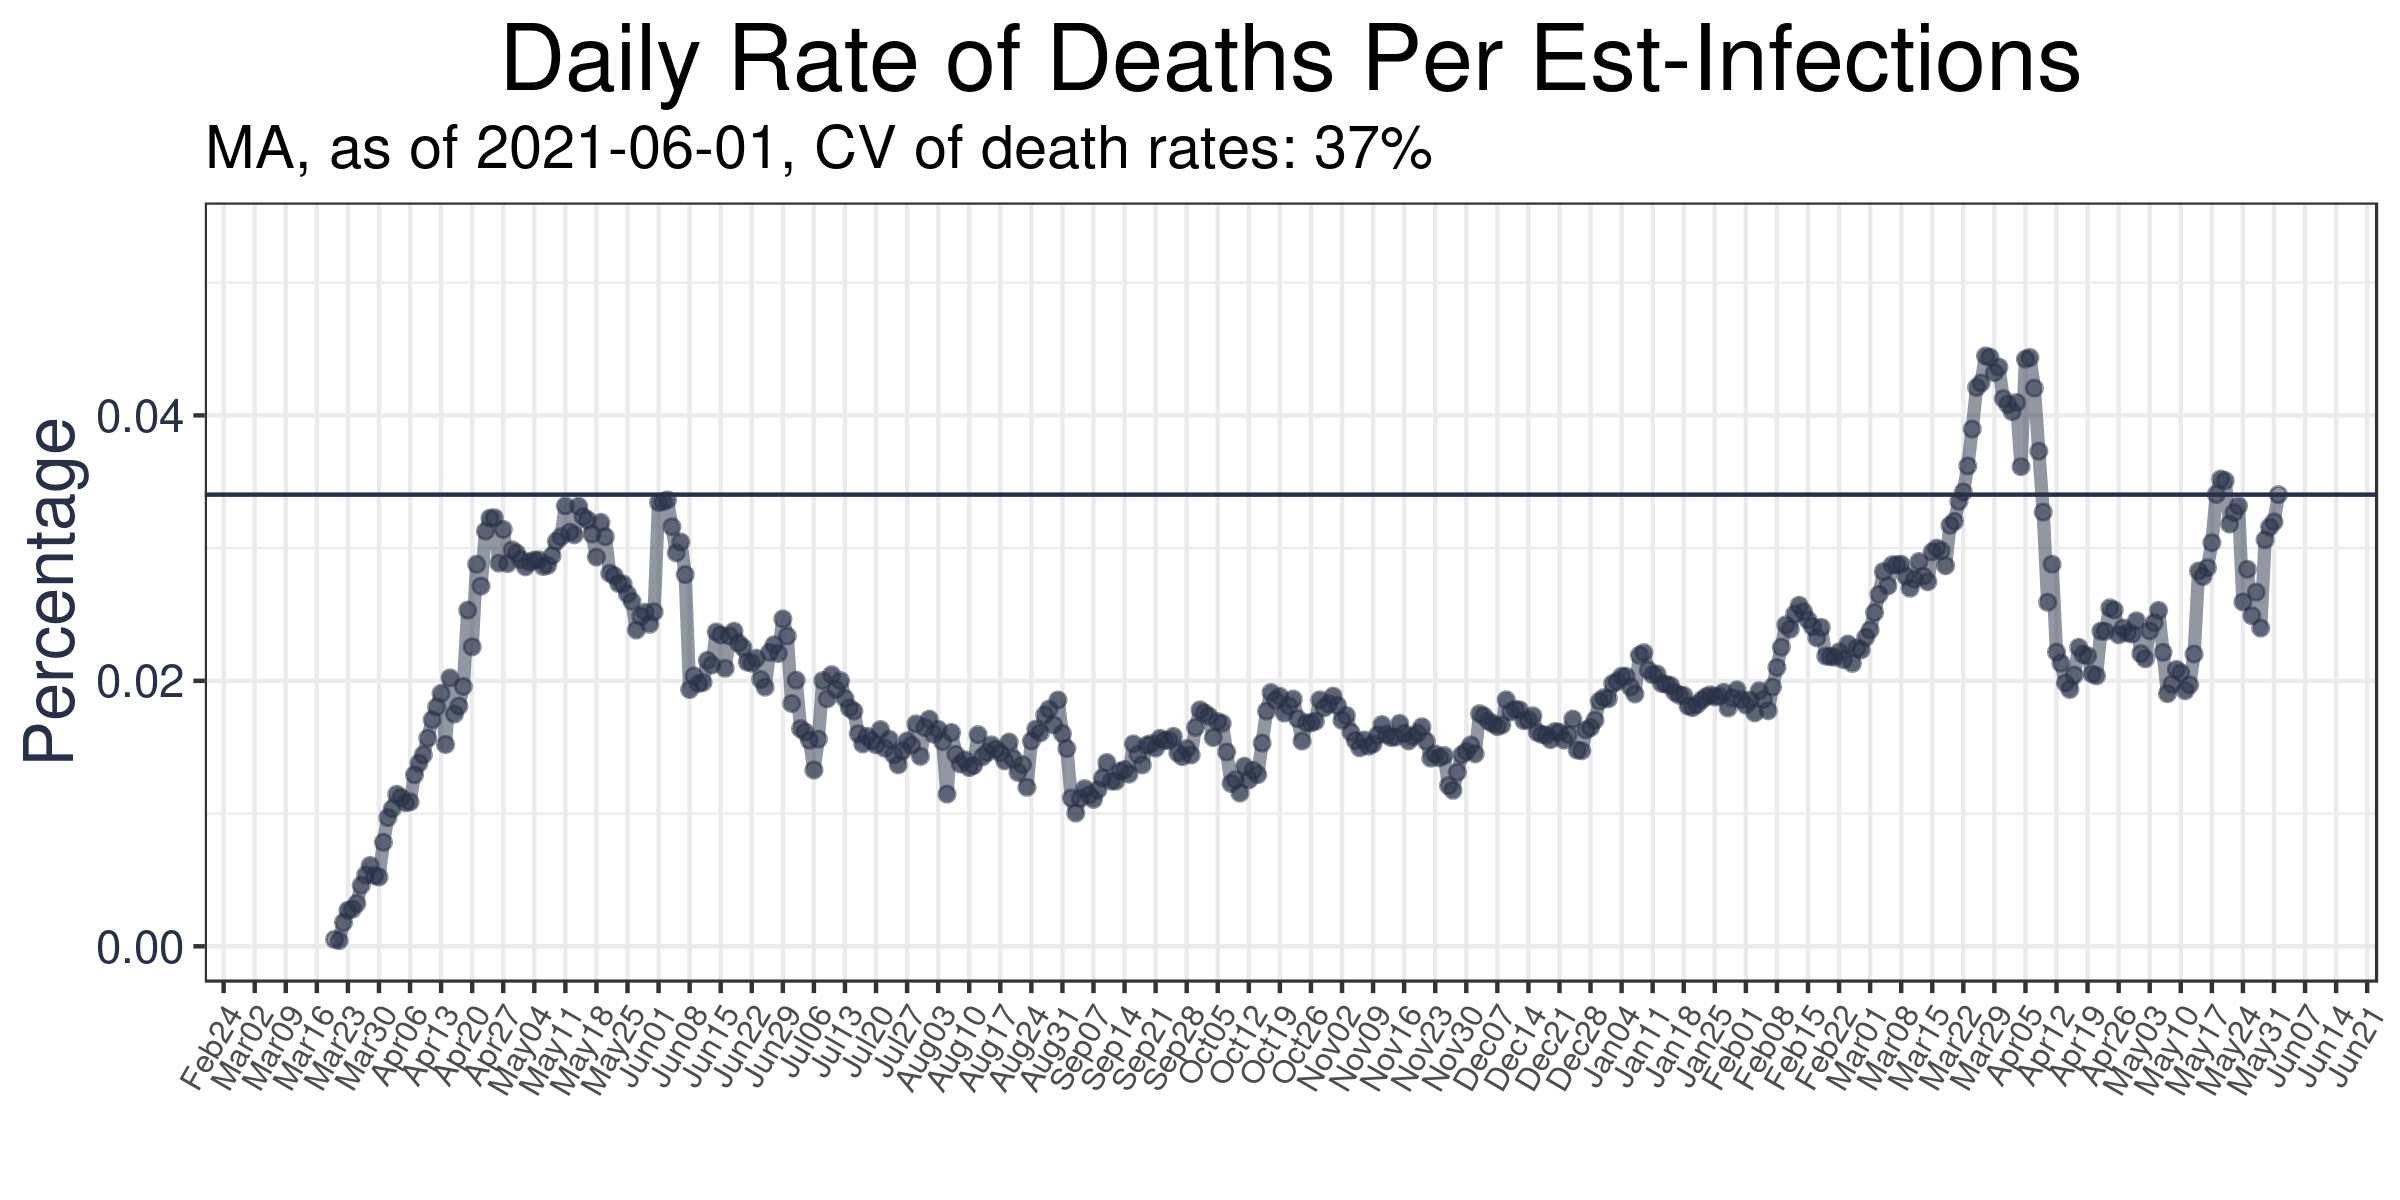 Daily Rate of Deaths Per Est-Infections
MA, as of 2021-06-01, CV of death rates: 37%
Percentage
0.04
0.02
0.00
Feb24
Mar02
Mar09
Mar16
Mar23
Mar30
Apr06
Apr13
Apr20
Apr27
May04
May11
May18
May25
Jun01
Jun08
Jun15
Jun22
Jun29
Jul06
Jul13
Jul20
Jul27
Aug03
Aug10
Aug17
Aug24
Aug31
Sep07
Sep14
Sep21
Sep28
Oct05
Oct12
Oct19
Oct26
Nov02
Nov09
Nov16
Nov23
Nov30
Dec07
Dec14
Dec21
Dec28
Jan04
Jan11
Jan18
Jan25
Feb01
Feb08
Feb15
Feb22
Mar01
Mar08
Mar15
Mar22
Mar29
Apr05
Apr12
Apr19
Apr26
May03
May10
May17
May24
May31
Jun07
Jun14
Jun21